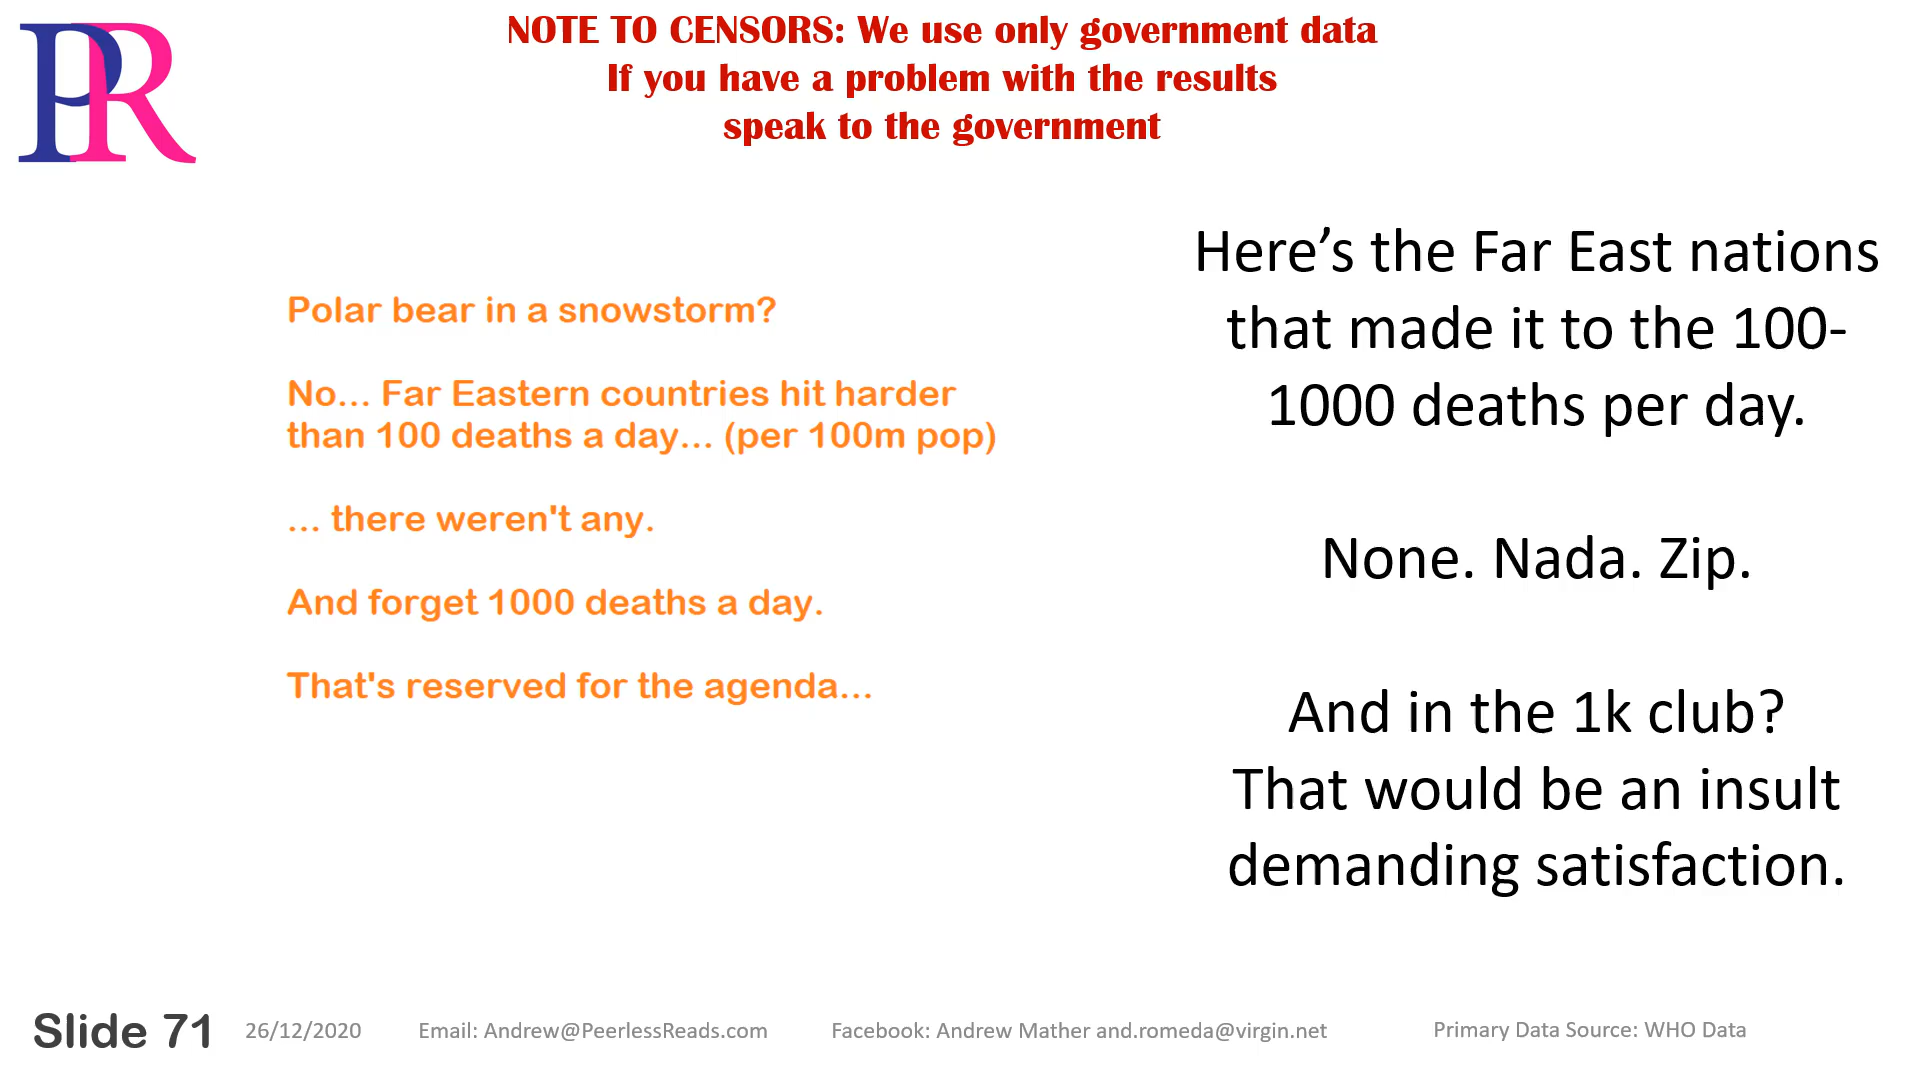 PR
NOTE TO CENSORS: We use only government data
If you have a problem with the results
speak to the government
Polar bear in a snowstorm?
No... Far Eastern countries hit harder
than 100 deaths a day... (per 100m pop)
... there weren't any.
And forget 1000 deaths a day.
That's reserved for the agenda...
Here’s the Far East nations
that made it to the 100-
1000 deaths per day.
None. Nada. Zip.
And in the 1k club?
That would be an insult
demanding satisfaction.
Slide 71
26/12/2020
Email: Andrew@PeerlessReads.com
Facebook: Andrew Mather and.romeda@virgin.net
Primary Data Source: WHO Data